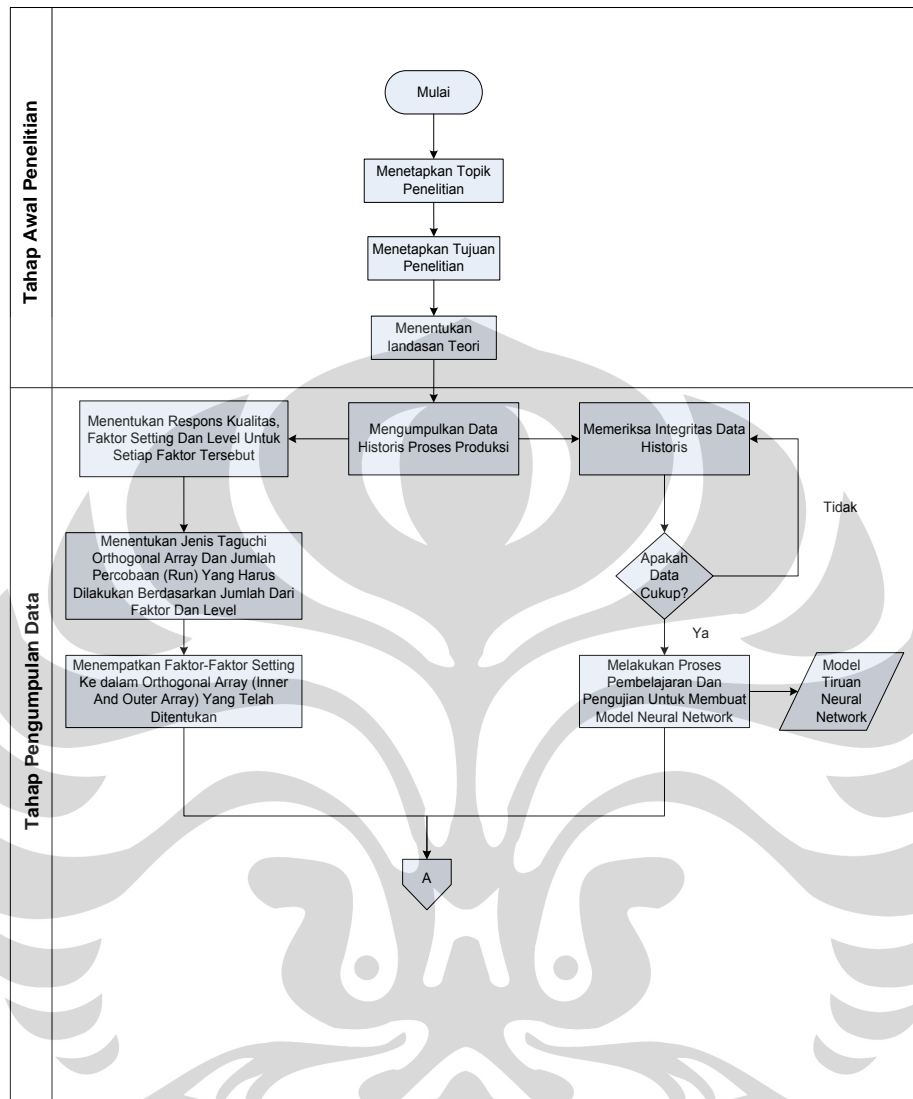 Tahap Awal Penelitian
Mulai
Menetapkan Topik
Penelitian
Menetapkan Tujuan
Penelitian
Menentukan
landasan Teori
Tahap Pengumpulan Data
Menentukan Respons Kualitas,
Faktor Setting Dan Level Untuk
Setiap Faktor Tersebut
Mengumpulkan Data
Historis Proses Produksi
Memeriksa Integritas Data
Historis
Tidak
Menentukan Jenis Taguchi
Orthogonal Array Dan Jumlah
Percobaan (Run) Yang Harus
Dilakukan Berdasarkan Jumlah Dari
Faktor Dan Level
Apakah
Data
Cukup?
Ya
Menempatkan Faktor-Faktor Setting
Ke dalam Orthogonal Array (Inner
And Outer Array) Yang Telah
Ditentukan
Melakukan Proses
Pembelajaran Dan
Pengujian Untuk Membuat
Model Neural Network
Model
Tiruan
Neural
Network
A